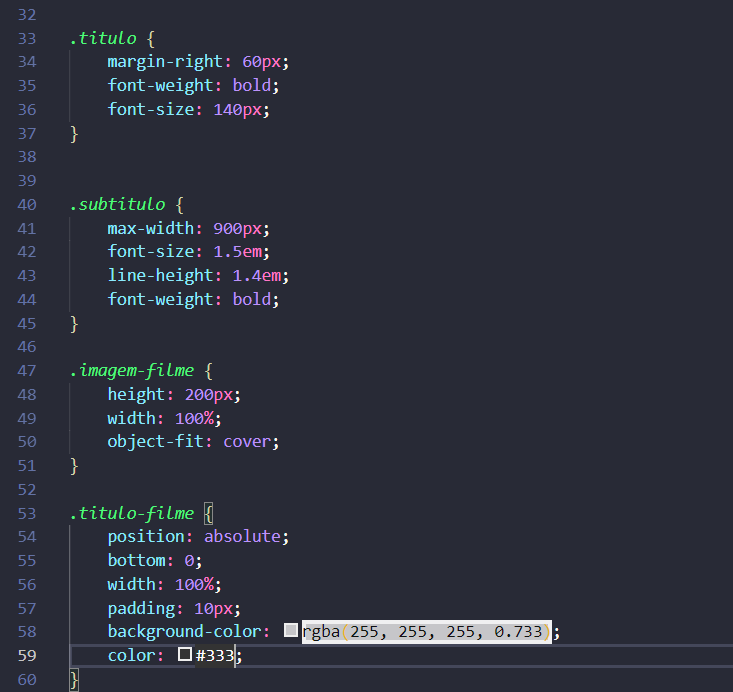 32
33 .titulo {
34 margin-right: 60px;
35 font-weight: bold;
36 font-size: 140px;
37 }
38
39
40 .subtitulo {
41 max-width: 900px;
42 font-size: 1.5em;
43 line-height: 1.4em;
44 font-weight: bold;
45 }
46
47 .imagem-filme {
48 height: 200px;
49 width: 100%;
50 object-fit: cover;
51 }
52
53 .titulo-filme {
54 position: absolute;
55 bottom: 0;
56 width: 100%;
57 padding: 10px;
58 background-color: rgba(255, 255, 255, 0.733);
59 color: #333;
60 }